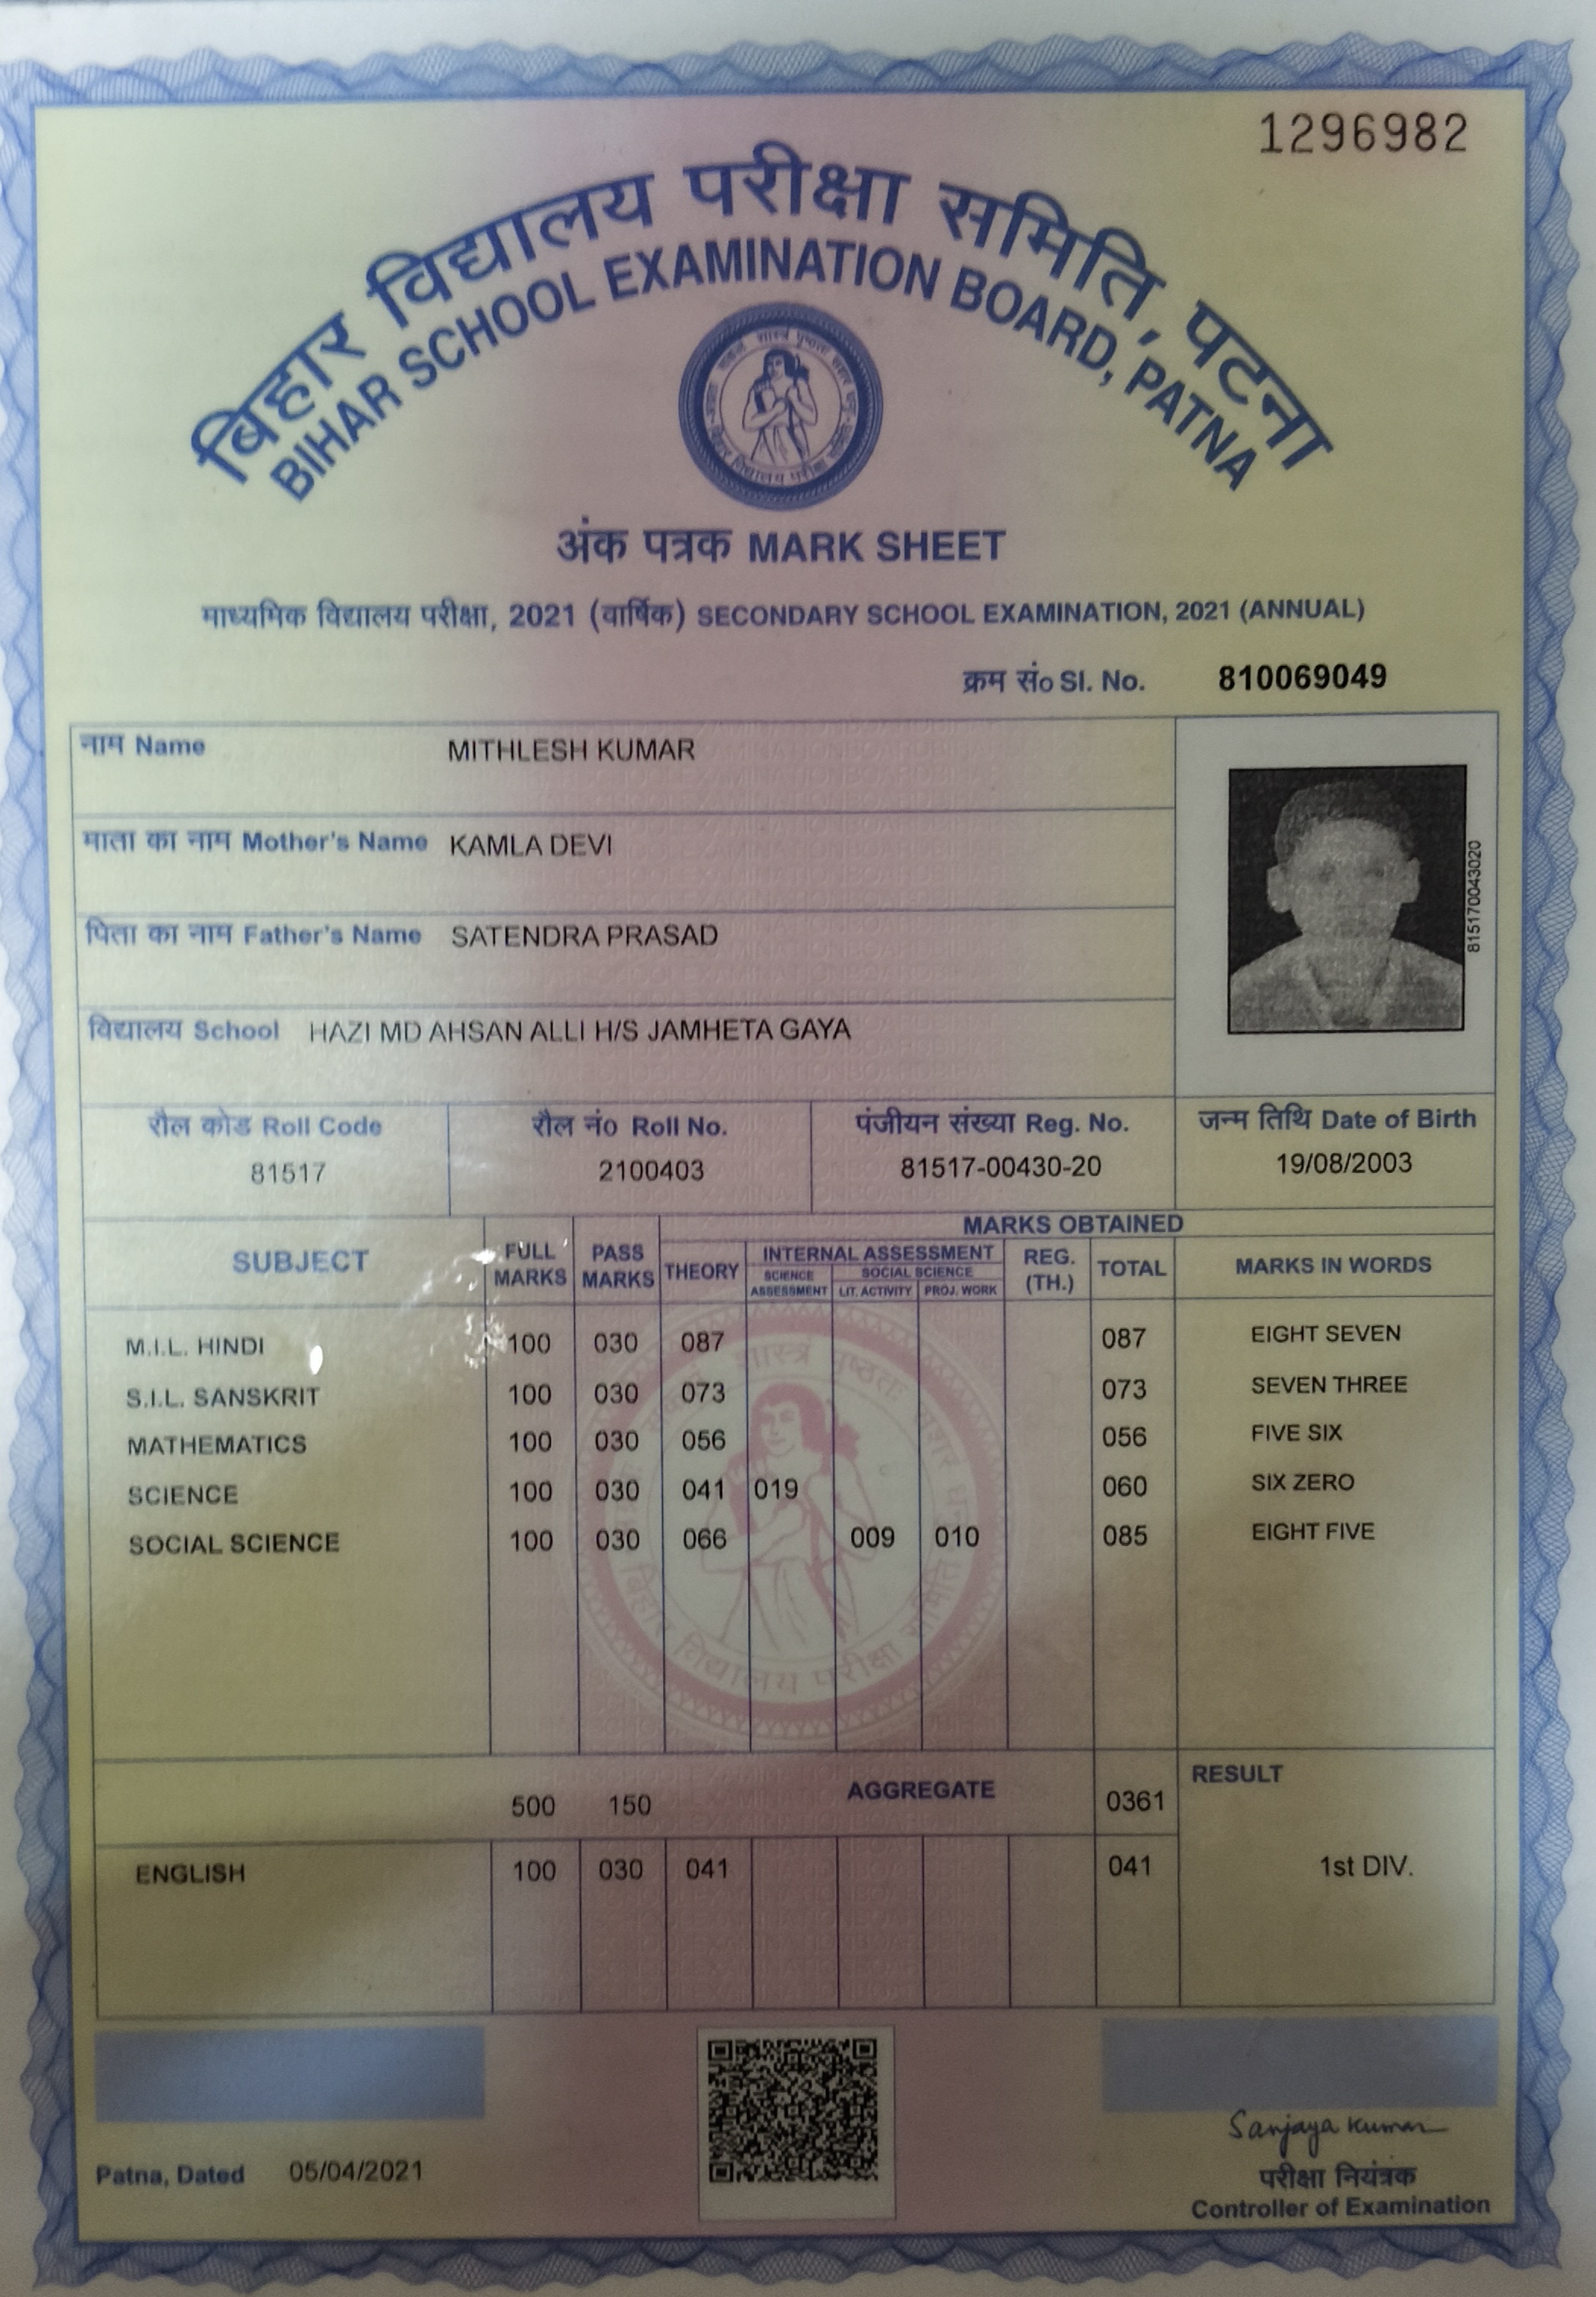 1296982
बिहार विद्यालय परीक्षा समिति, पटना
BIHAR SCHOOL EXAMINATION BOARD, PATNA
अंक पत्रक MARK SHEET
माध्यमिक विद्यालय परीक्षा, 2021 (वार्षिक) SECONDARY SCHOOL EXAMINATION, 2021 (ANNUAL)
क्रम सं० Sl. No. 810069049
नाम Name MITHLESH KUMAR
माता का नाम Mother's Name KAMLA DEVI
पिता का नाम Father's Name SATENDRA PRASAD
815170043020
विद्यालय School HAZI MD AHSAN ALLI H/S JAMHETA GAYA
रौल कोड Roll Code रौल नं० Roll No. पंजीयन संख्या Reg. No. जन्म तिथि Date of Birth
81517 2100403 81517-00430-20 19/08/2003
MARKS OBTAINED
SUBJECT FULL MARKS PASS MARKS THEORY INTERNAL ASSESSMENT REG. (TH.) TOTAL MARKS IN WORDS
SCIENCE ASSESSMENT SOCIAL SCIENCE
LIT. ACTIVITY PROJ. WORK
M.I.L. HINDI 100 030 087 087 EIGHT SEVEN
S.I.L. SANSKRIT 100 030 073 073 SEVEN THREE
MATHEMATICS 100 030 056 056 FIVE SIX
SCIENCE 100 030 041 019 060 SIX ZERO
SOCIAL SCIENCE 100 030 066 009 010 085 EIGHT FIVE
बिहार विद्यालय परीक्षा समिति
500 150 AGGREGATE 0361 RESULT
ENGLISH 100 030 041 041 1st DIV.
Sanjaya Kumar
Patna, Dated 05/04/2021
परीक्षा नियंत्रक
Controller of Examination